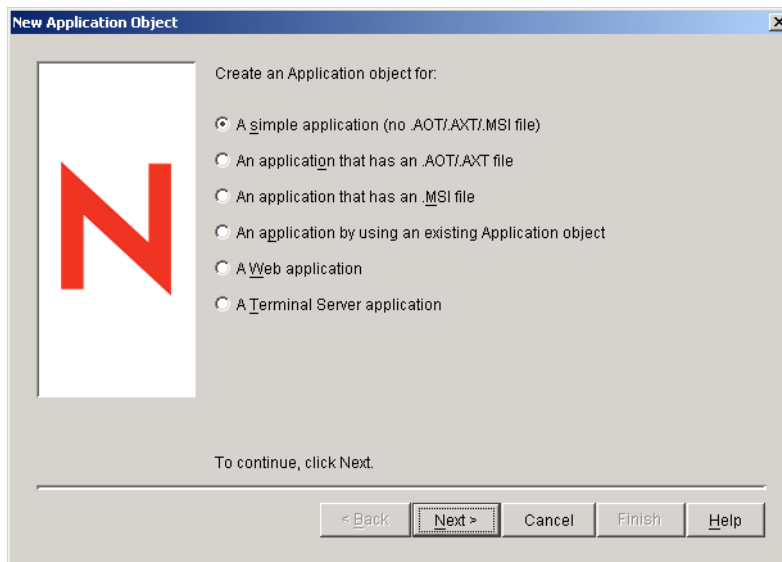 New Application Object
Create an Application object for:
A simple application (no .AOT/.AXT/.MSI file)
An application that has an .AOT/.AXT file
An application that has an .MSI file
An application by using an existing Application object
A Web application
A Terminal Server application
To continue, click Next.
< Back Next > Cancel Finish Help